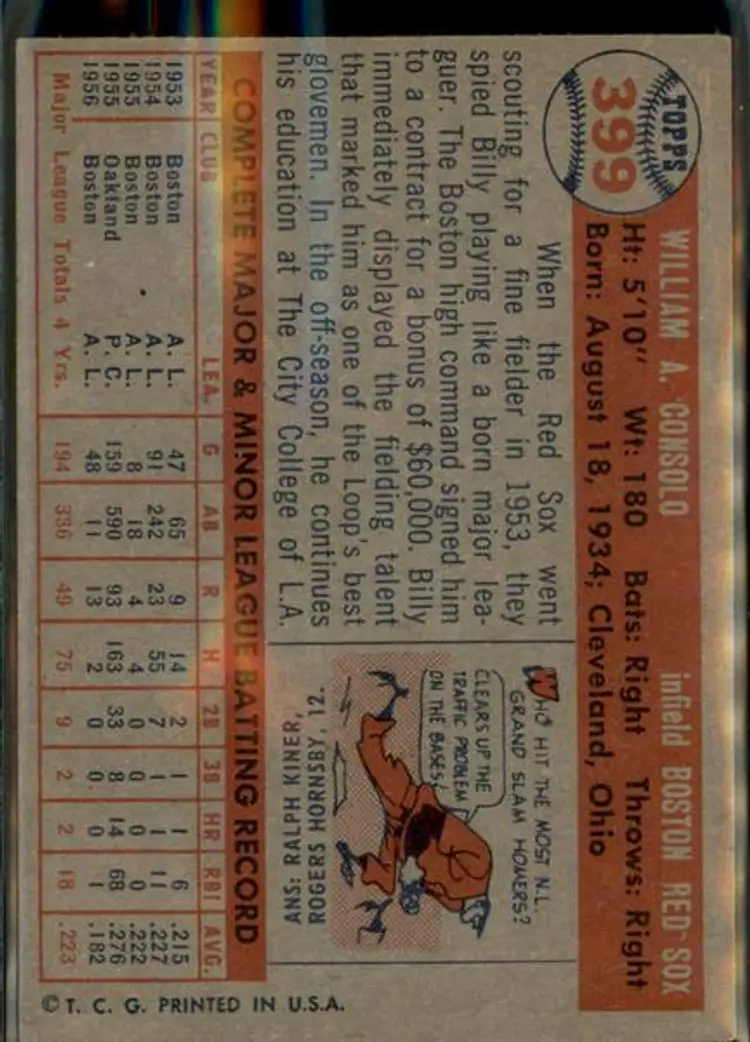 TOPPS
399
WILLIAM A. CONSOLO infield BOSTON RED SOX
Ht: 5'10" Wt: 180 Bats: Right Throws: Right
Born: August 18, 1934; Cleveland, Ohio
When the Red Sox went
scouting for a fine fielder in 1953, they
spied Billy playing like a born major lea-
guer. The Boston high command signed him
to a contract for a bonus of $60,000. Billy
immediately displayed the fielding talent
that marked him as one of the Loop's best
glovemen. In the off-season, he continues
his education at The City College of L.A.
WHO HIT THE MOST N.L.
GRAND SLAM HOMERS?
CLEARS UP THE
TRAFFIC PROBLEM
ON THE BASES!
ANS: RALPH KINER,
ROGERS HORNSBY, 12.
COMPLETE MAJOR & MINOR LEAGUE BATTING RECORD
YEAR CLUB LEA. G AB R H 2B 3B HR RBI AVG.
1953 Boston A. L. 47 65 9 14 2 1 1 6 .215
1954 Boston A. L. 91 242 23 55 7 1 1 11 .227
1955 Boston A. L. 8 18 4 4 0 0 0 0 .222
1955 Oakland P. C. 159 590 93 163 33 8 14 68 .276
1956 Boston A. L. 48 11 13 2 0 0 0 1 .182
Major League Totals 4 Yrs. 194 336 49 75 9 2 2 18 .223
© T. C. G. PRINTED IN U.S.A.